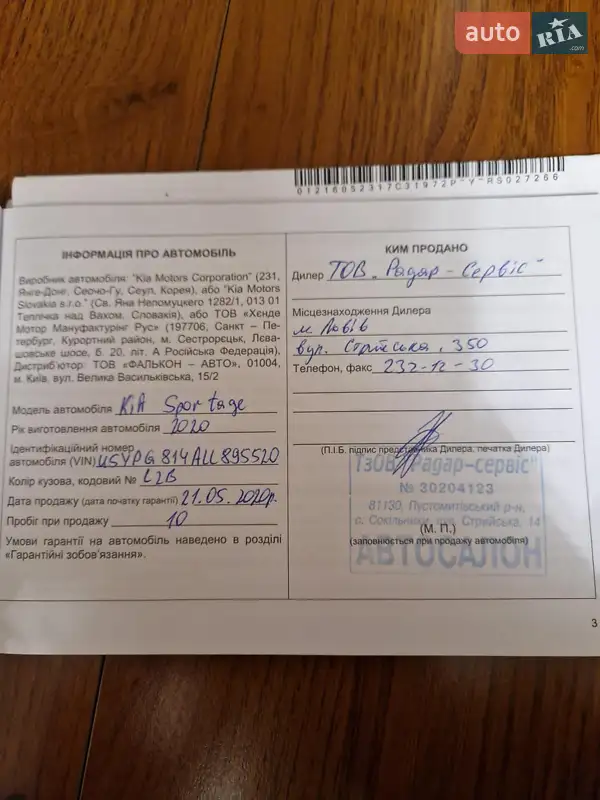 auto RIA .com
01216052317C31972P-Y-RS027266
ІНФОРМАЦІЯ ПРО АВТОМОБІЛЬ
Виробник автомобіля: "Kia Motors Corporation" (231,
Янге-Донг, Сеочо-Гу, Сеул, Корея), або "Kia Motors
Slovakia s.r.o." (Св. Яна Непомуцкего 1282/1, 013 01
Теплічка над Вахом, Словакія), або ТОВ «Хєнде
Мотор Мануфактурінг Рус» (197706, Санкт – Пе-
тербург, Курортний район, м. Сестрорецьк, Лєва-
шовське шосе, б. 20, літ. А Російська Федерація),
Дистриб'ютор: ТОВ «ФАЛЬКОН – АВТО», 01004,
м. Київ, вул. Велика Васильківська, 15/2
Модель автомобіля KIA Sportage
Рік виготовлення автомобіля 2020
Ідентифікаційний номер
автомобіля (VIN) U5YPG814ALL895520
Колір кузова, кодовий № L2B
Дата продажу (дата початку гарантії) 21.05.2020р.
Пробіг при продажу 10
Умови гарантії на автомобіль наведено в розділі
«Гарантійні зобов'язання».
КИМ ПРОДАНО
Дилер ТОВ „Радар-Сервіс"
Місцезнаходження Дилера
м. Львів
вул. Стрийська, 350
Телефон, факс 232-12-30
(П.І.Б. підпис представника Дилера, печатка Дилера)
ТзОВ "Радар-сервіс"
№ 30204123
81130, Пустомитівський р-н,
с. Сокільники, вул. Стрийська, 14
(М. П.)
(заповнюється при продажу автомобіля)
АВТОСАЛОН
3